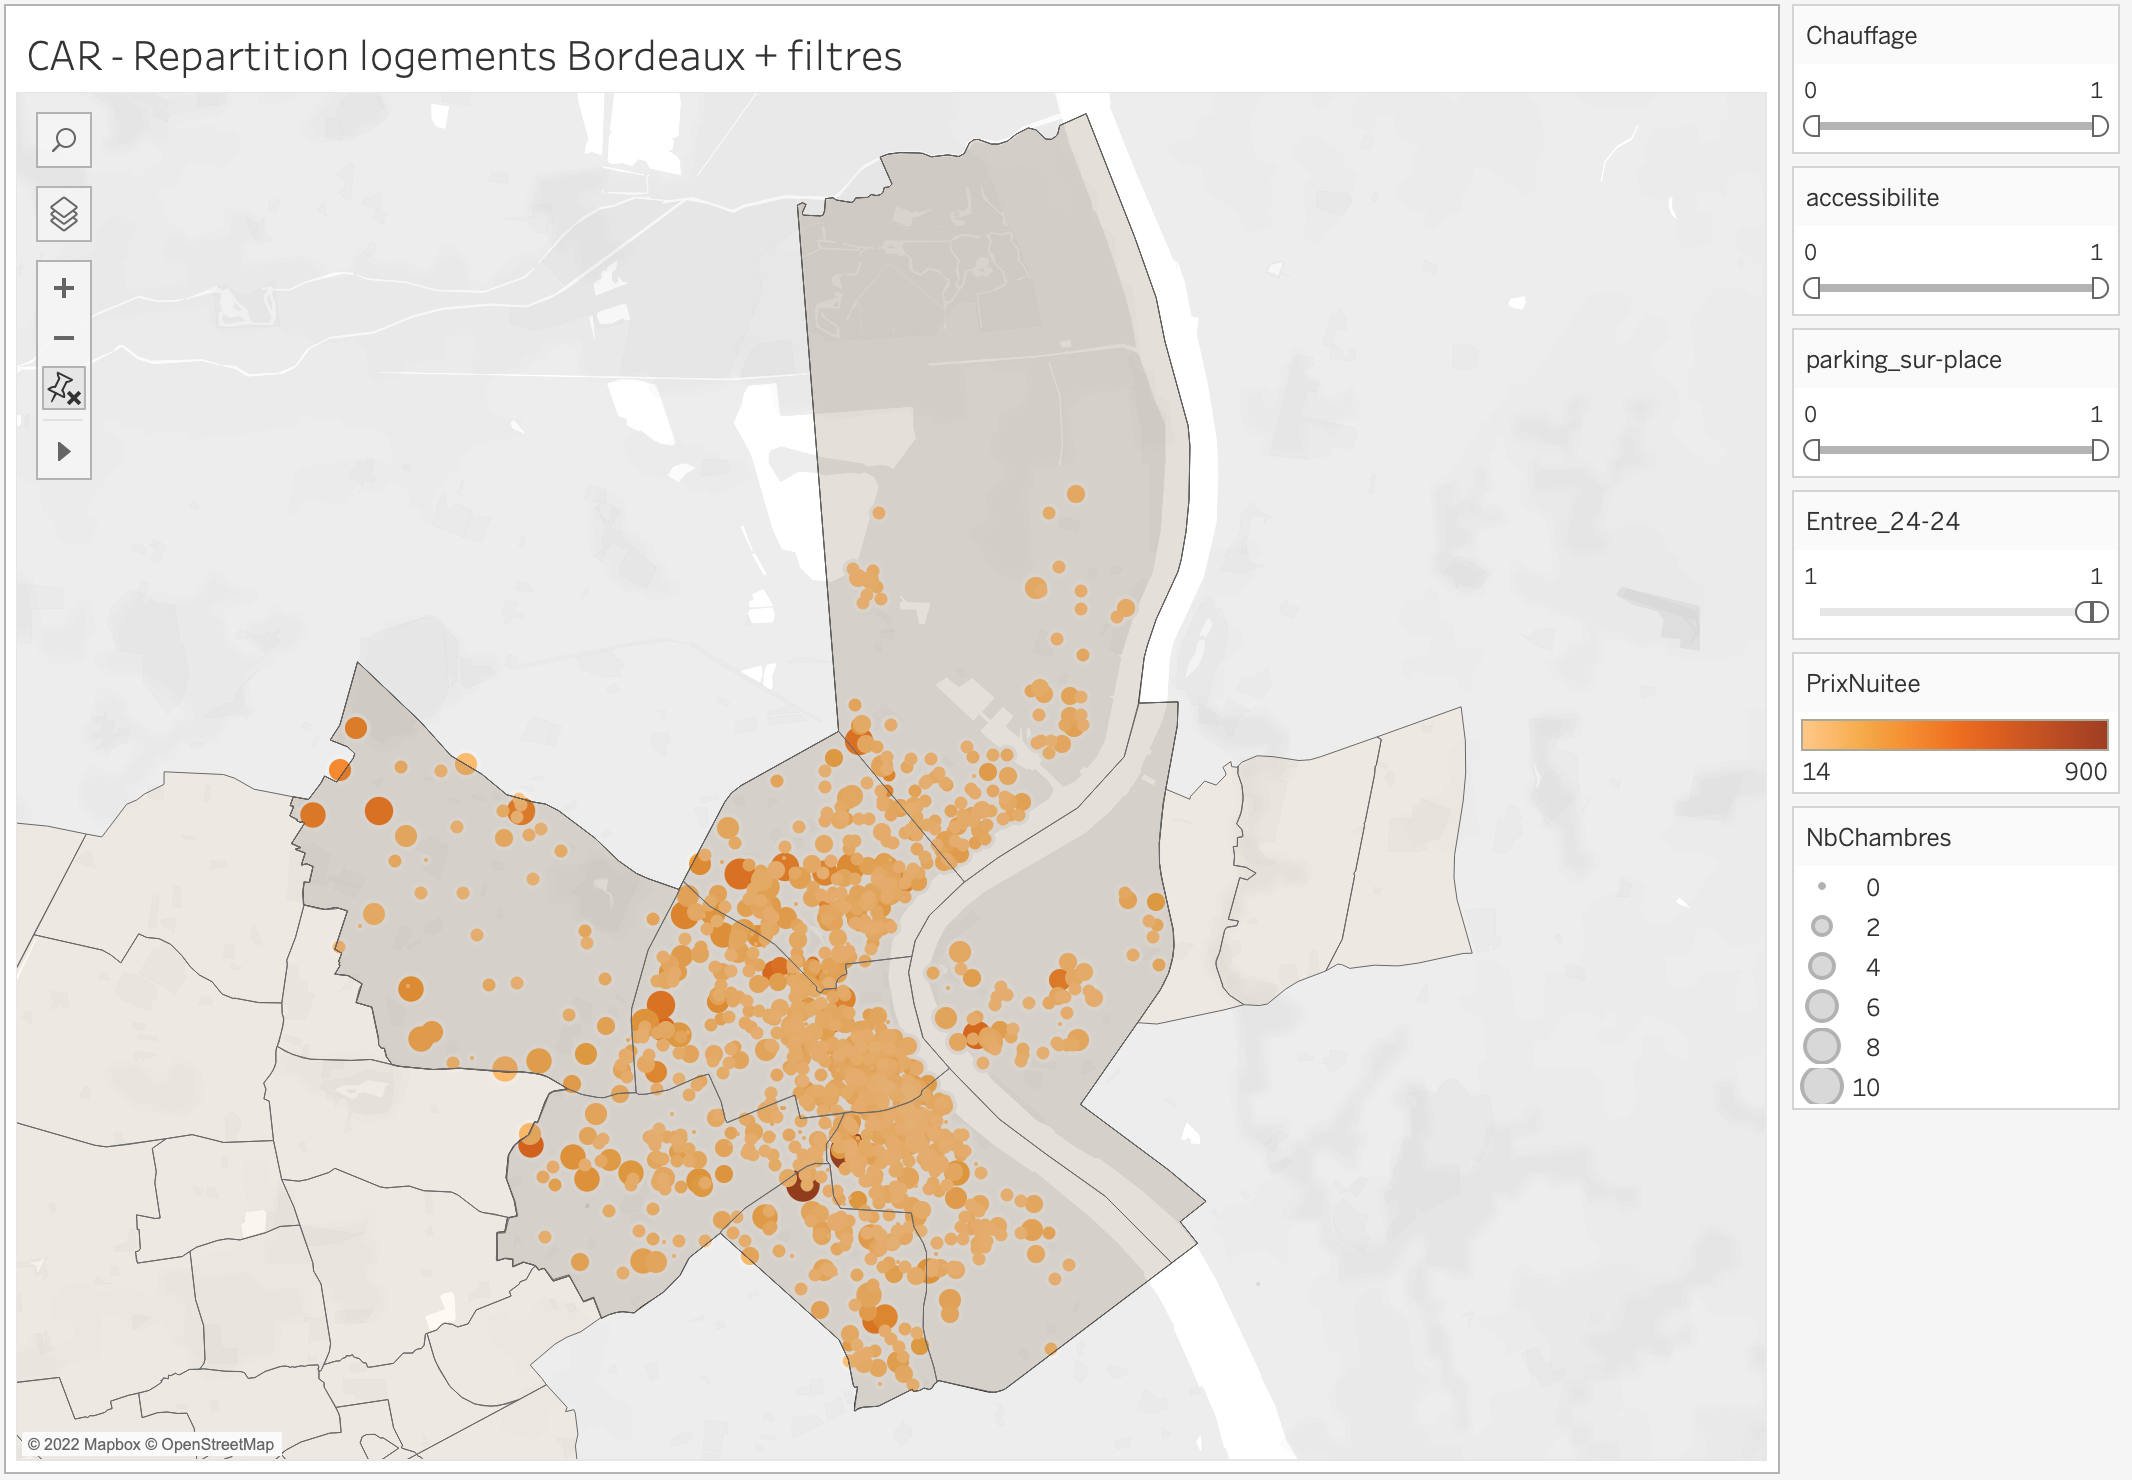 CAR - Repartition logements Bordeaux + filtres
© 2022 Mapbox © OpenStreetMap
Chauffage
0 1
accessibilite
0 1
parking_sur-place
0 1
Entree_24-24
1 1
PrixNuitee
14 900
NbChambres
0
2
4
6
8
10